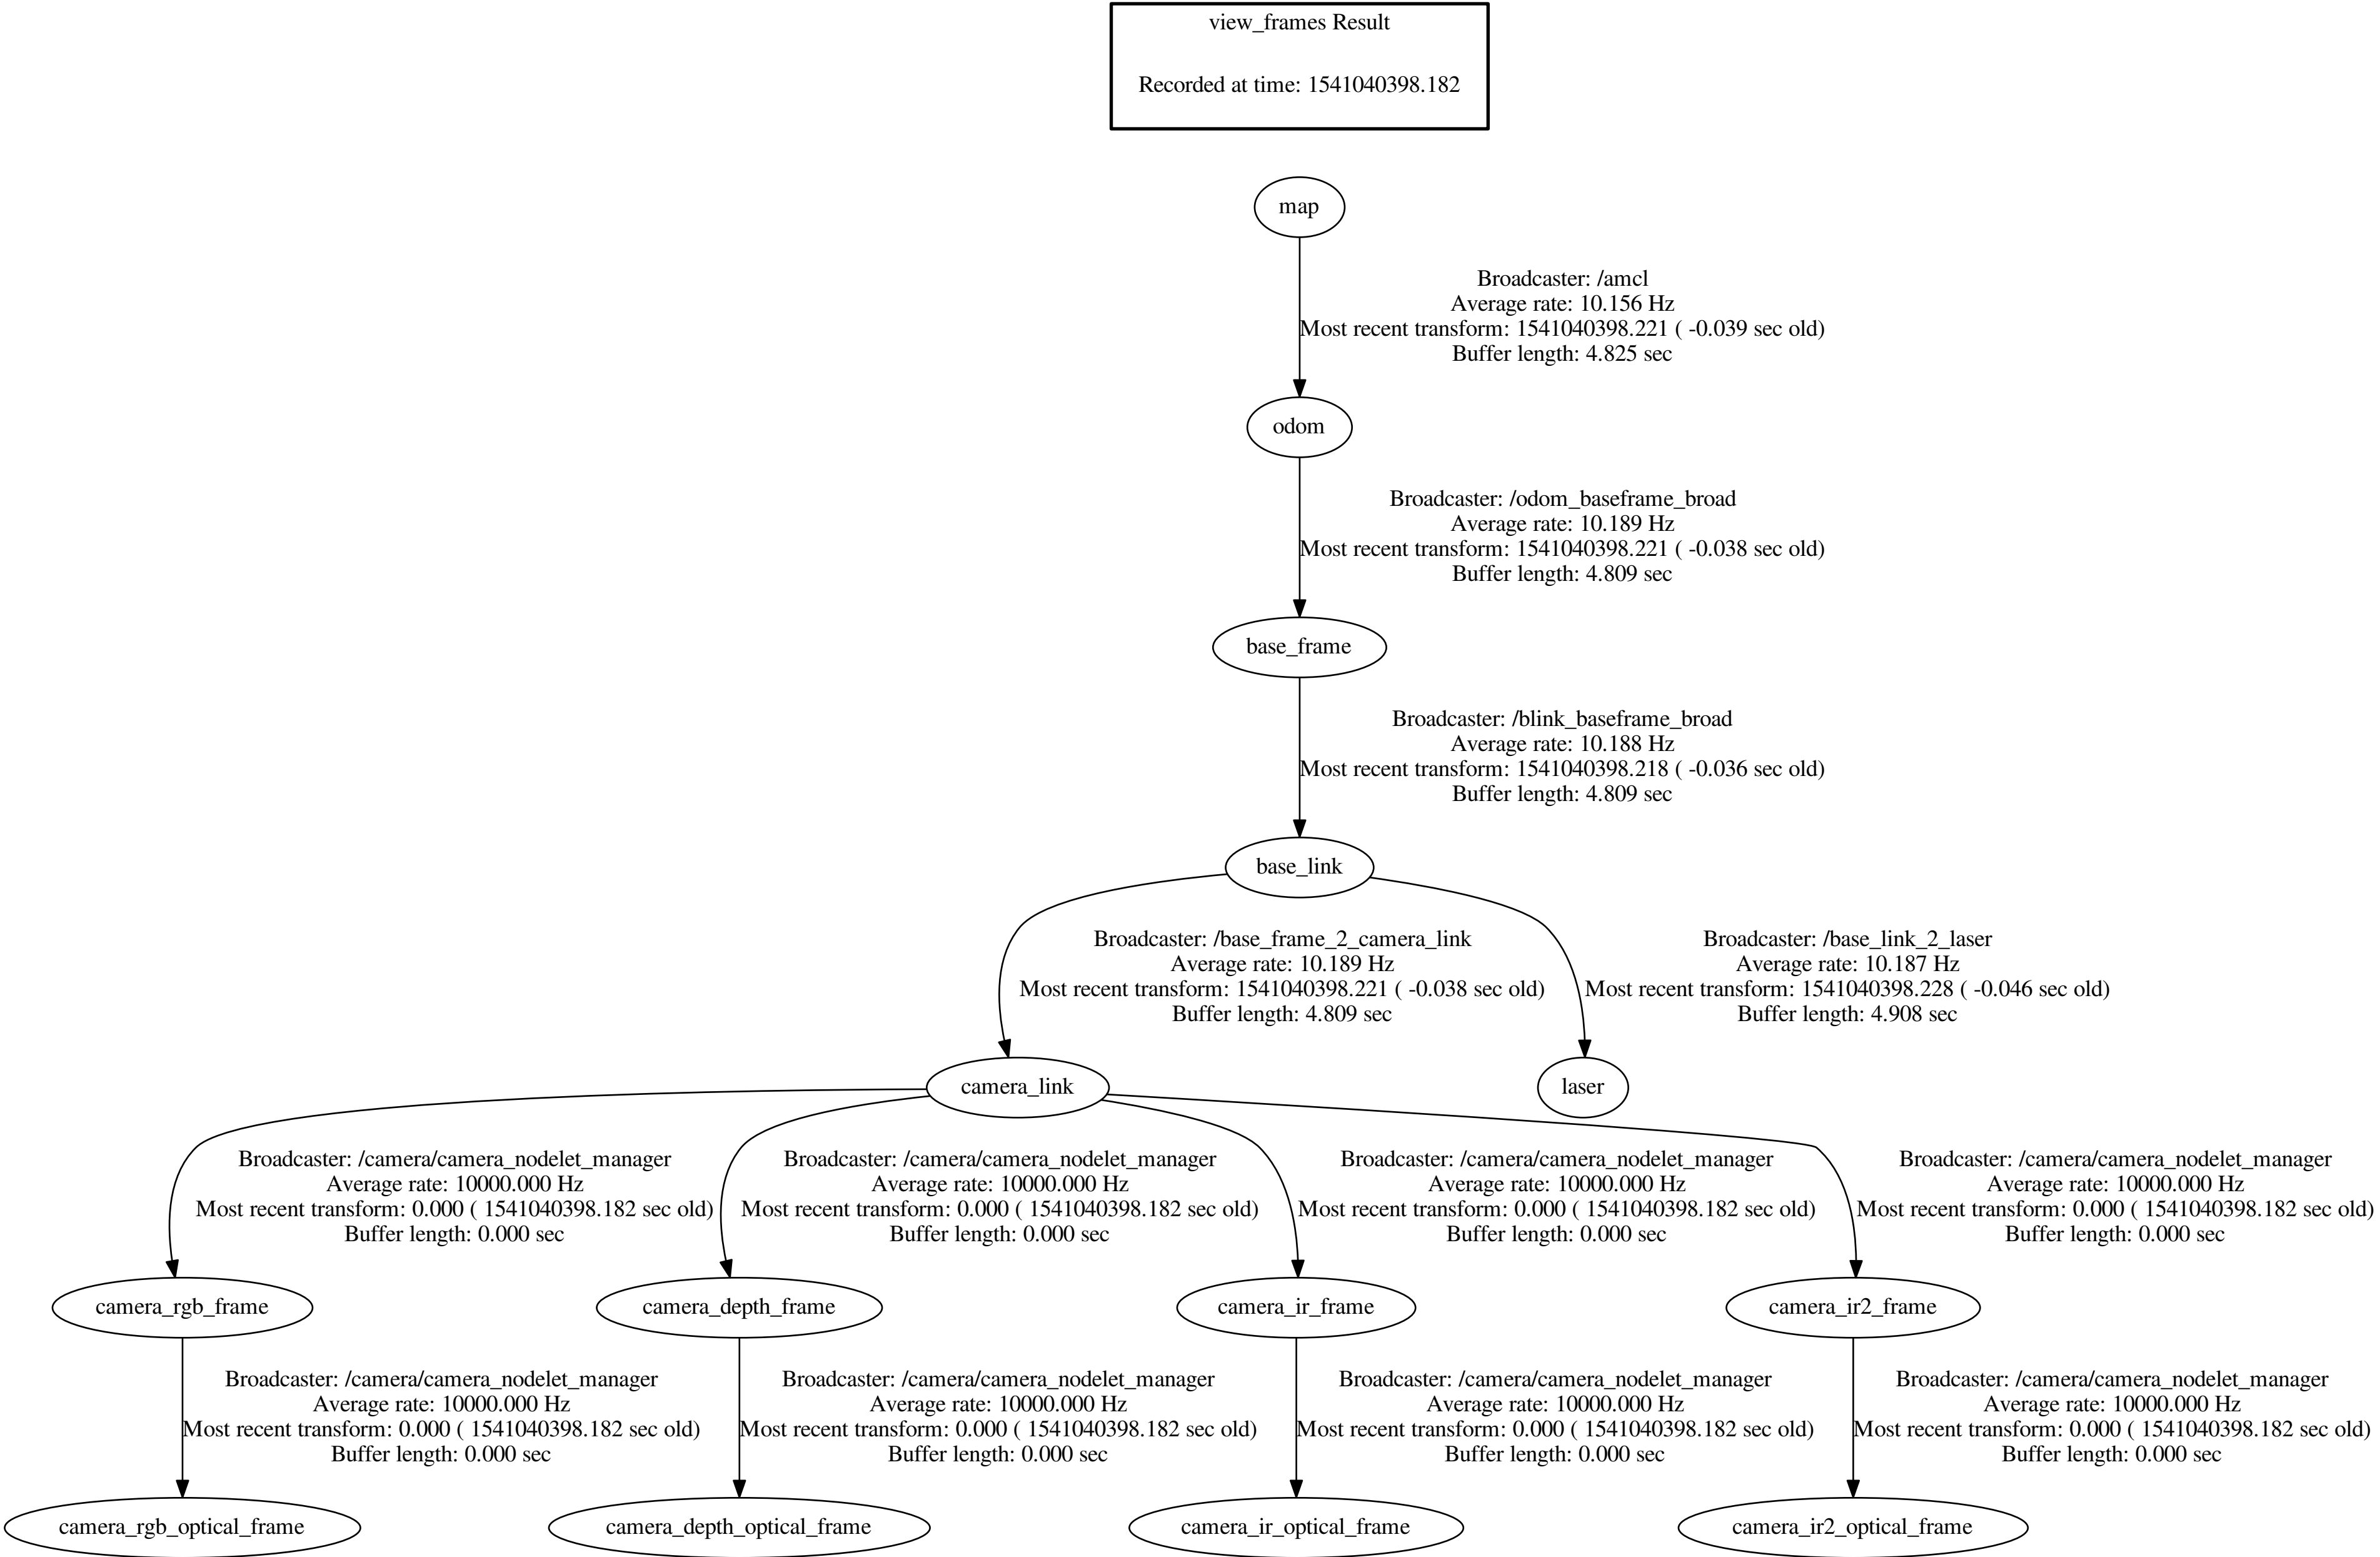 view_frames Result
Recorded at time: 1541040398.182
map
Broadcaster: /amcl
Average rate: 10.156 Hz
Most recent transform: 1541040398.221 ( -0.039 sec old)
Buffer length: 4.825 sec
odom
Broadcaster: /odom_baseframe_broad
Average rate: 10.189 Hz
Most recent transform: 1541040398.221 ( -0.038 sec old)
Buffer length: 4.809 sec
base_frame
Broadcaster: /blink_baseframe_broad
Average rate: 10.188 Hz
Most recent transform: 1541040398.218 ( -0.036 sec old)
Buffer length: 4.809 sec
base_link
Broadcaster: /base_frame_2_camera_link
Average rate: 10.189 Hz
Most recent transform: 1541040398.221 ( -0.038 sec old)
Buffer length: 4.809 sec
Broadcaster: /base_link_2_laser
Average rate: 10.187 Hz
Most recent transform: 1541040398.228 ( -0.046 sec old)
Buffer length: 4.908 sec
camera_link
laser
Broadcaster: /camera/camera_nodelet_manager
Average rate: 10000.000 Hz
Most recent transform: 0.000 ( 1541040398.182 sec old)
Buffer length: 0.000 sec
Broadcaster: /camera/camera_nodelet_manager
Average rate: 10000.000 Hz
Most recent transform: 0.000 ( 1541040398.182 sec old)
Buffer length: 0.000 sec
Broadcaster: /camera/camera_nodelet_manager
Average rate: 10000.000 Hz
Most recent transform: 0.000 ( 1541040398.182 sec old)
Buffer length: 0.000 sec
Broadcaster: /camera/camera_nodelet_manager
Average rate: 10000.000 Hz
Most recent transform: 0.000 ( 1541040398.182 sec old)
Buffer length: 0.000 sec
camera_rgb_frame
camera_depth_frame
camera_ir_frame
camera_ir2_frame
Broadcaster: /camera/camera_nodelet_manager
Average rate: 10000.000 Hz
Most recent transform: 0.000 ( 1541040398.182 sec old)
Buffer length: 0.000 sec
Broadcaster: /camera/camera_nodelet_manager
Average rate: 10000.000 Hz
Most recent transform: 0.000 ( 1541040398.182 sec old)
Buffer length: 0.000 sec
Broadcaster: /camera/camera_nodelet_manager
Average rate: 10000.000 Hz
Most recent transform: 0.000 ( 1541040398.182 sec old)
Buffer length: 0.000 sec
Broadcaster: /camera/camera_nodelet_manager
Average rate: 10000.000 Hz
Most recent transform: 0.000 ( 1541040398.182 sec old)
Buffer length: 0.000 sec
camera_rgb_optical_frame
camera_depth_optical_frame
camera_ir_optical_frame
camera_ir2_optical_frame